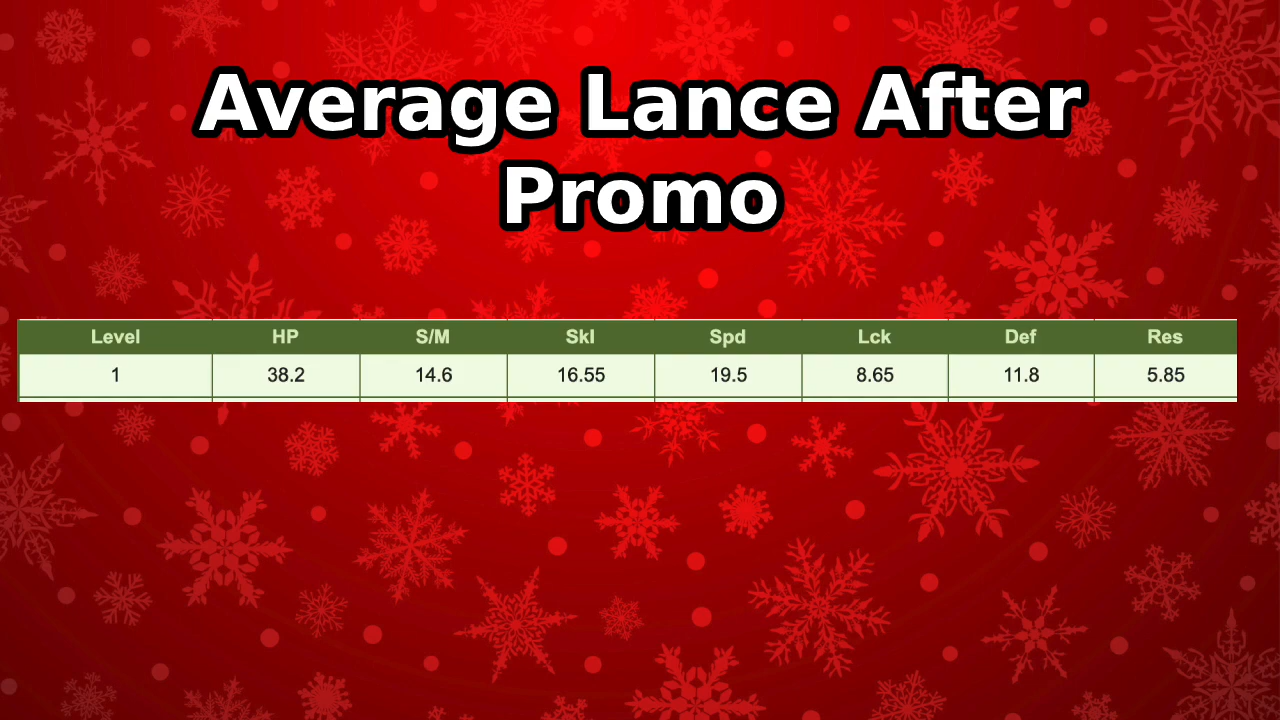 Average Lance After
Promo
Level HP S/M Skl Spd Lck Def Res
1 38.2 14.6 16.55 19.5 8.65 11.8 5.85